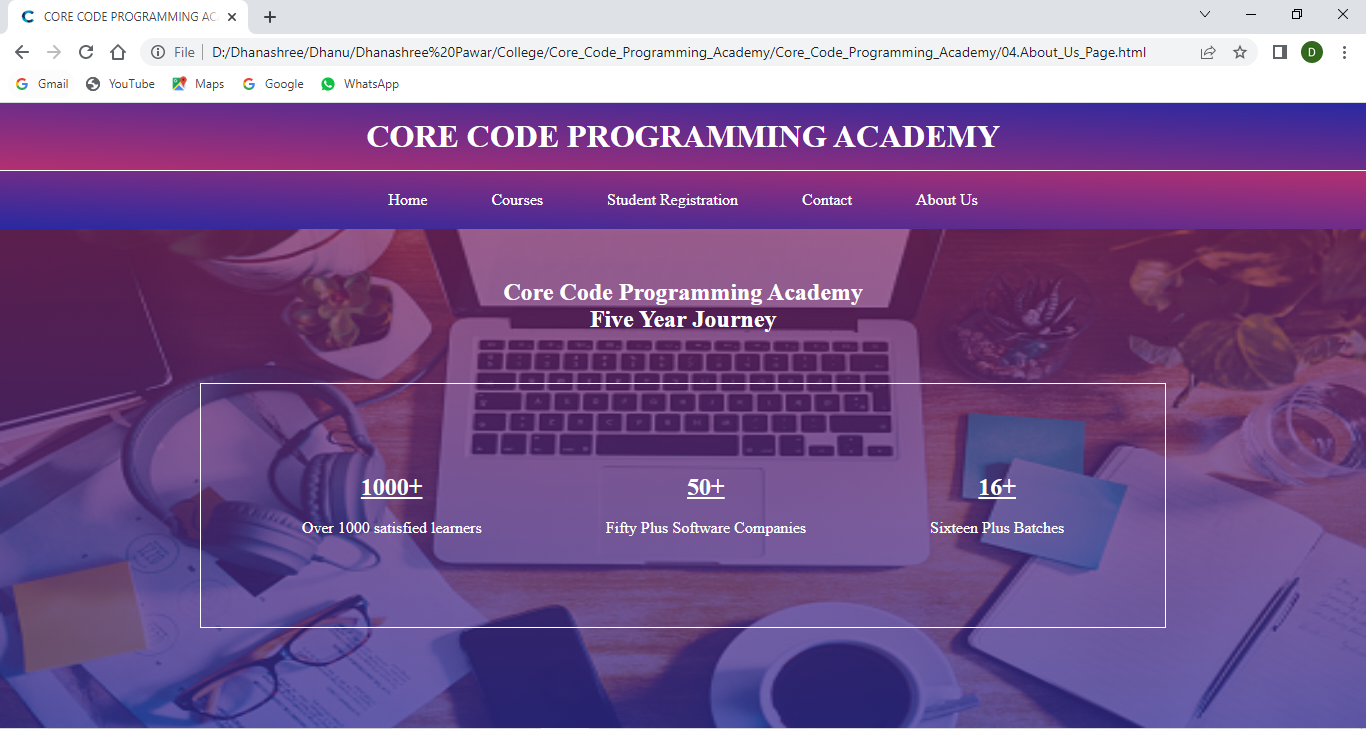 CORE CODE PROGRAMMING AC
File
D:/Dhanashree/Dhanu/Dhanashree%20Pawar/College/Core_Code_Programming_Academy/Core_Code_Programming_Academy/04.About_Us_Page.html
D
Gmail YouTube Maps Google WhatsApp
CORE CODE PROGRAMMING ACADEMY
Home Courses Student Registration Contact About Us
Core Code Programming Academy
Five Year Journey
1000+ 50+ 16+
Over 1000 satisfied learners Fifty Plus Software Companies Sixteen Plus Batches